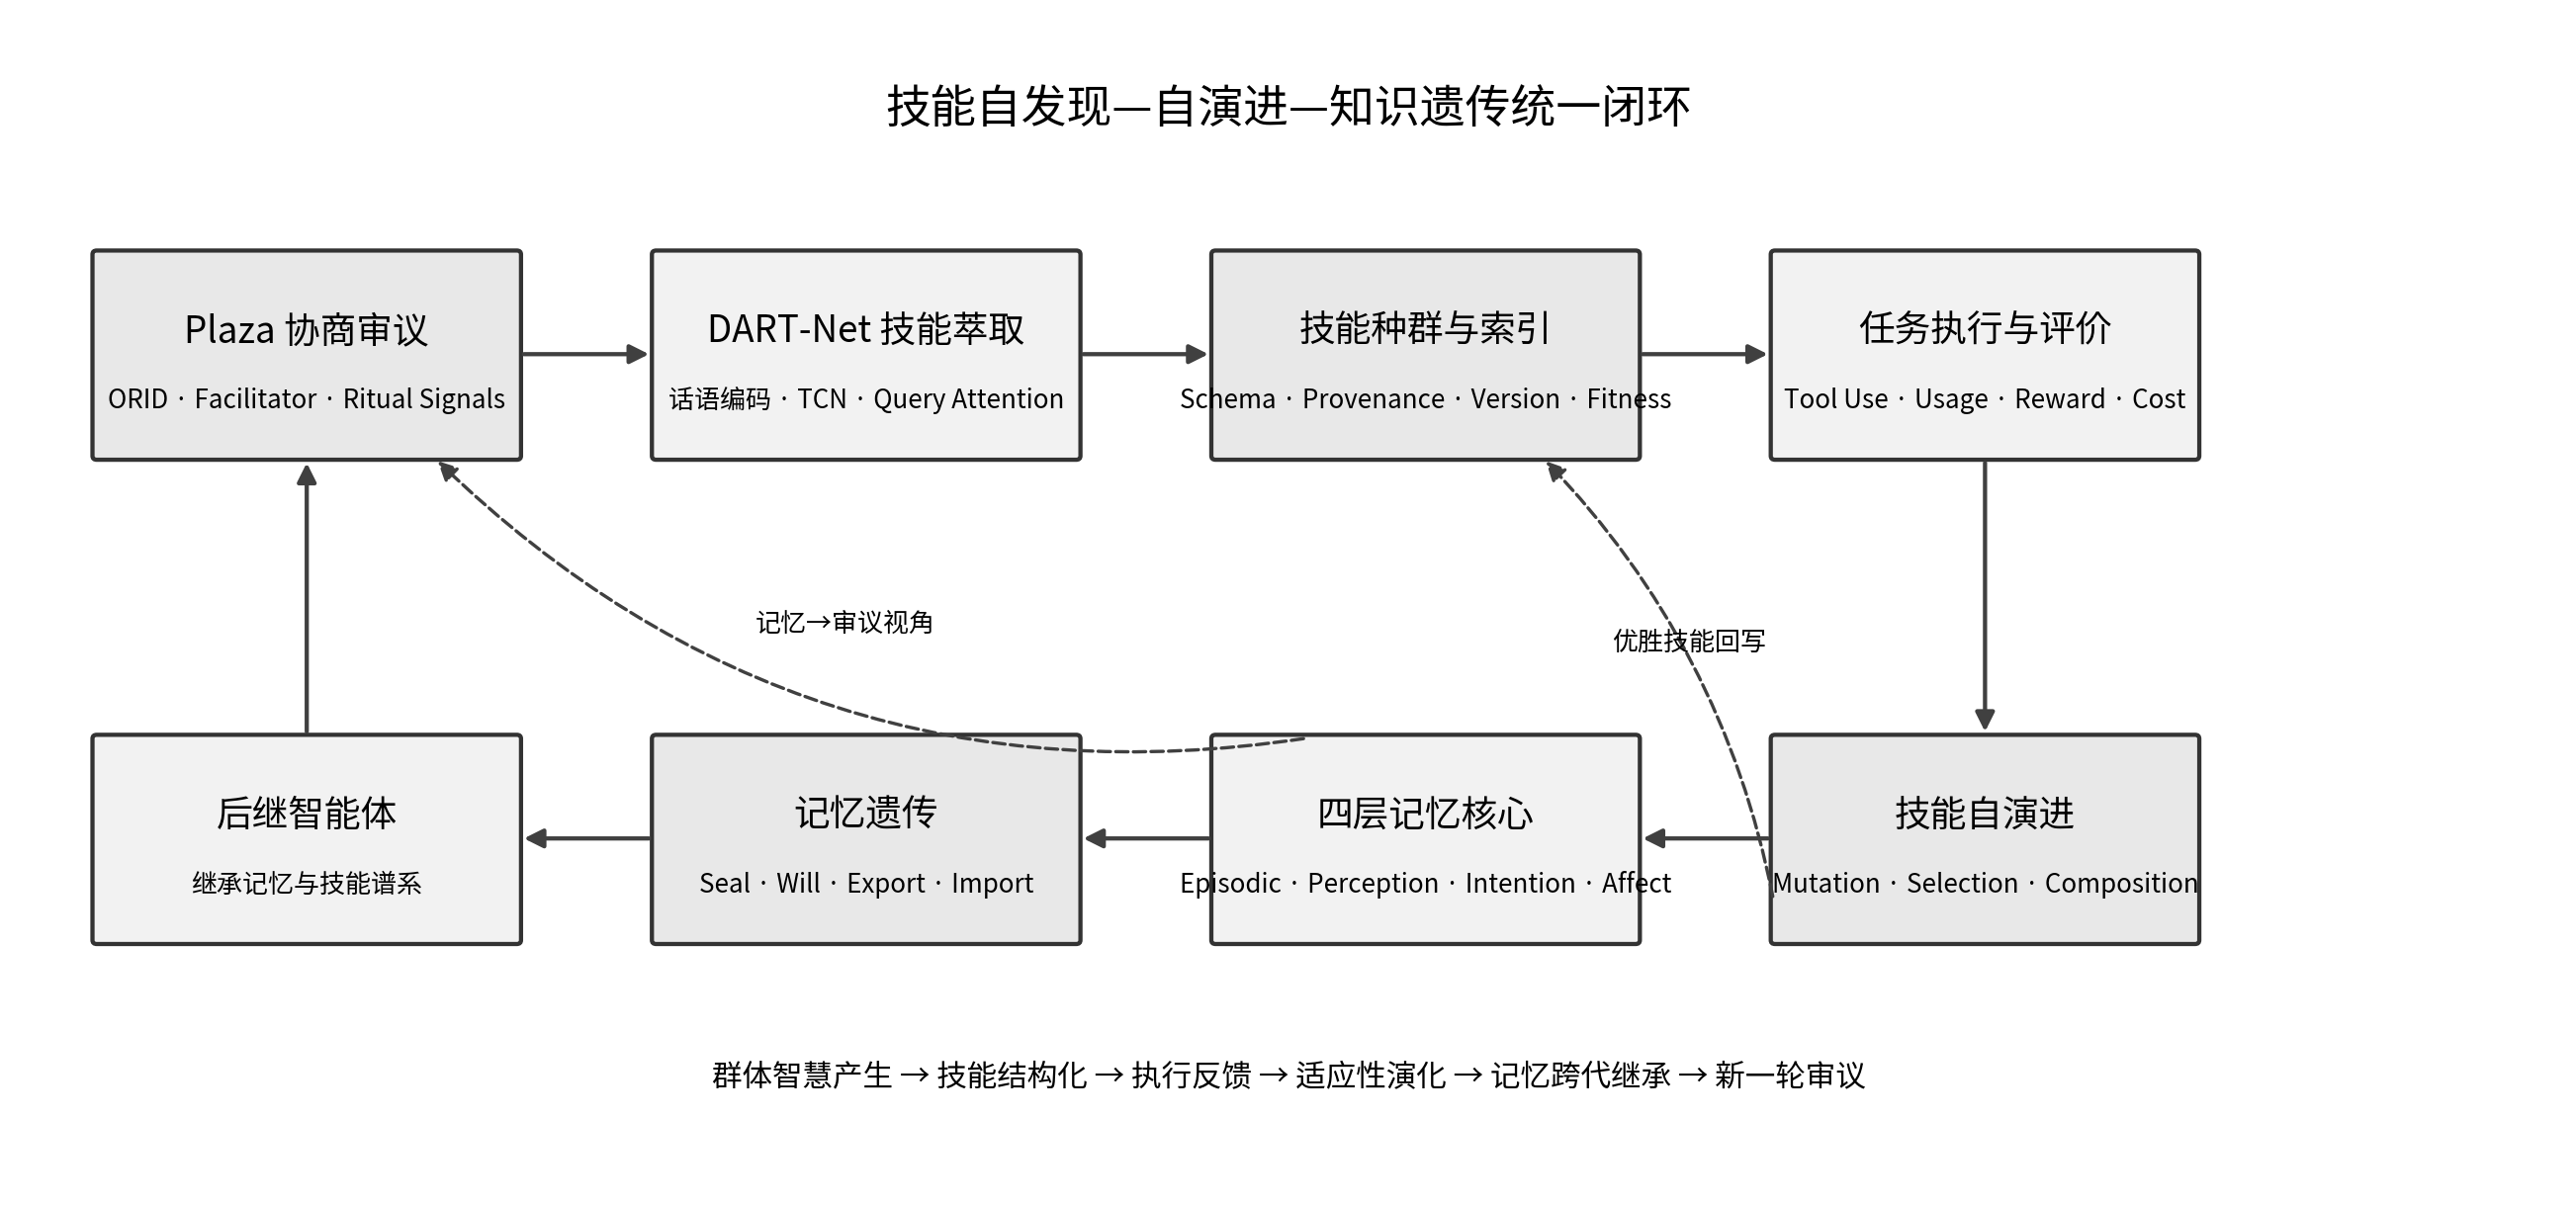 技能自发现—自演进—知识遗传统一闭环
Plaza 协商审议
ORID · Facilitator · Ritual Signals
DART-Net 技能萃取
话语编码 · TCN · Query Attention
技能种群与索引
Schema · Provenance · Version · Fitness
任务执行与评价
Tool Use · Usage · Reward · Cost
记忆→审议视角
优胜技能回写
后继智能体
继承记忆与技能谱系
记忆遗传
Seal · Will · Export · Import
四层记忆核心
Episodic · Perception · Intention · Affect
技能自演进
Mutation · Selection · Composition
群体智慧产生 → 技能结构化 → 执行反馈 → 适应性演化 → 记忆跨代继承 → 新一轮审议